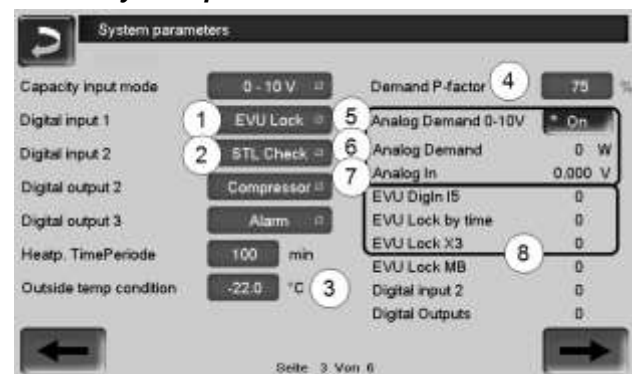 System parameters
Capacity input mode 0-10 V Demand P-factor 4 75 %
Digital input 1 1 EVU Lock 5 Analog Demand 0-10V On
Digital input 2 2 STL Check 6 Analog Demand 0 W
7 Analog In 0.000 V
Digital output 2 Compressor EVU DigIn I5 0
Digital output 3 Alarm EVU Lock by time 0
Heatp. TimePeriode 100 min EVU Lock X3 0
8
Outside temp condition -22.0 °C 3 EVU Lock MB 0
Digital input 2 0
Digital Outputs 0
Seite 3 Von 6